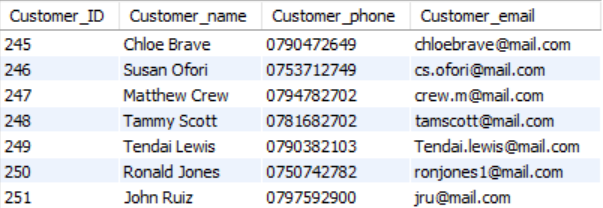 Customer_ID Customer_name Customer_phone Customer_email
245 Chloe Brave 0790472649 chloebrave@mail.com
246 Susan Ofori 0753712749 cs.ofori@mail.com
247 Matthew Crew 0794782702 crew.m@mail.com
248 Tammy Scott 0781682702 tamscott@mail.com
249 Tendai Lewis 0790382103 Tendai.lewis@mail.com
250 Ronald Jones 0750742782 ronjones1@mail.com
251 John Ruiz 0797592900 jru@mail.com